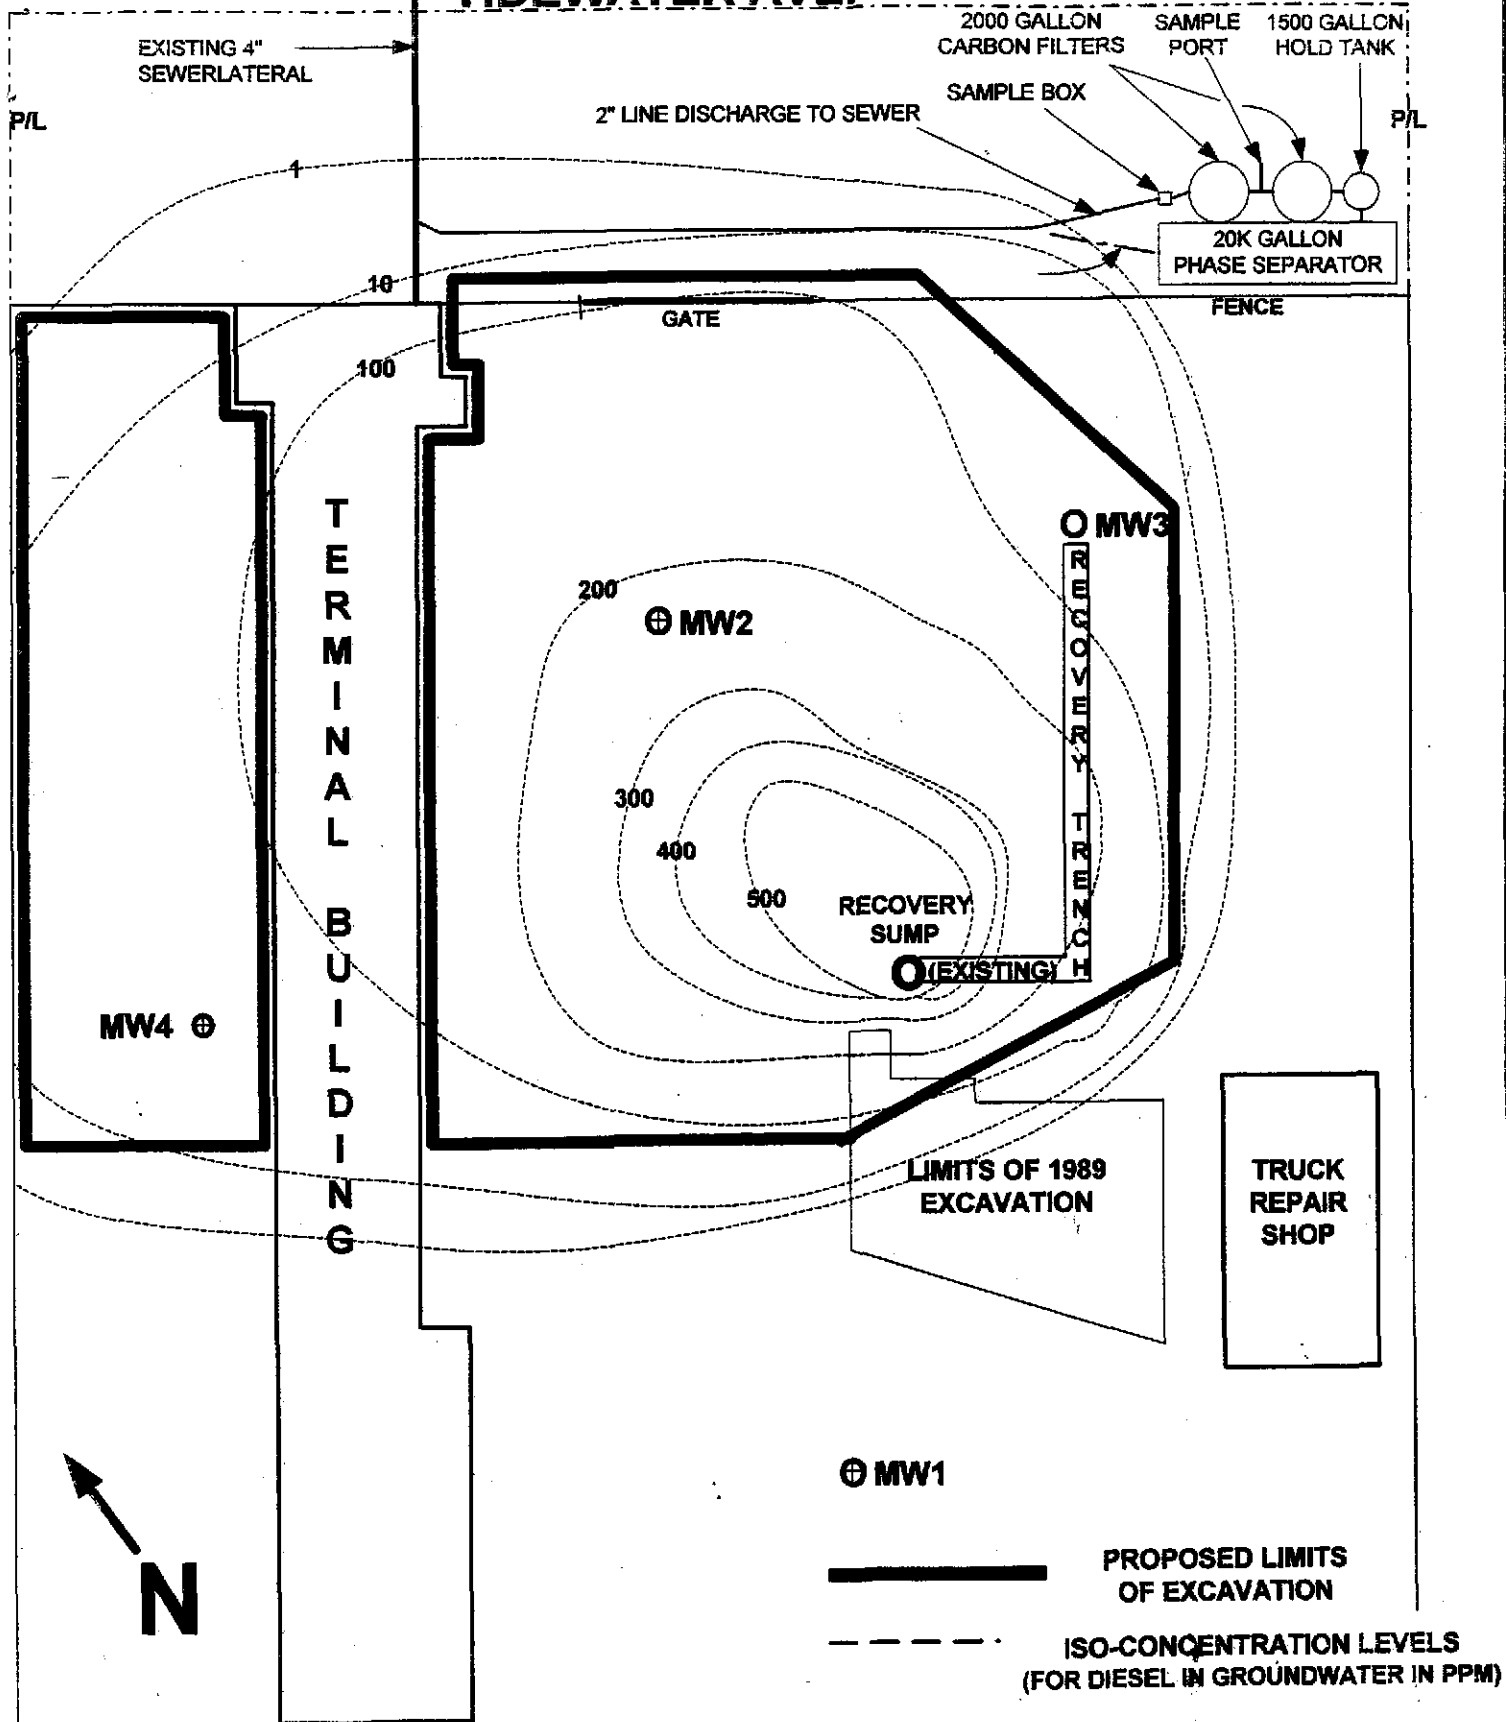 TIDEWATER AVE.
EXISTING 4"
SEWERLATERAL
2000 GALLON
CARBON FILTERS
SAMPLE
PORT
1500 GALLON
HOLD TANK
SAMPLE BOX
2" LINE DISCHARGE TO SEWER
P/L
P/L
1
20K GALLON
PHASE SEPARATOR
10
FENCE
GATE
100
MW3
200
MW2
RECOVERY TRENCH
TERMINAL BUILDING
300
400
500
RECOVERY
SUMP
(EXISTING)
MW4
LIMITS OF 1989
EXCAVATION
TRUCK
REPAIR
SHOP
MW1
N
PROPOSED LIMITS
OF EXCAVATION
ISO-CONCENTRATION LEVELS
(FOR DIESEL IN GROUNDWATER IN PPM)